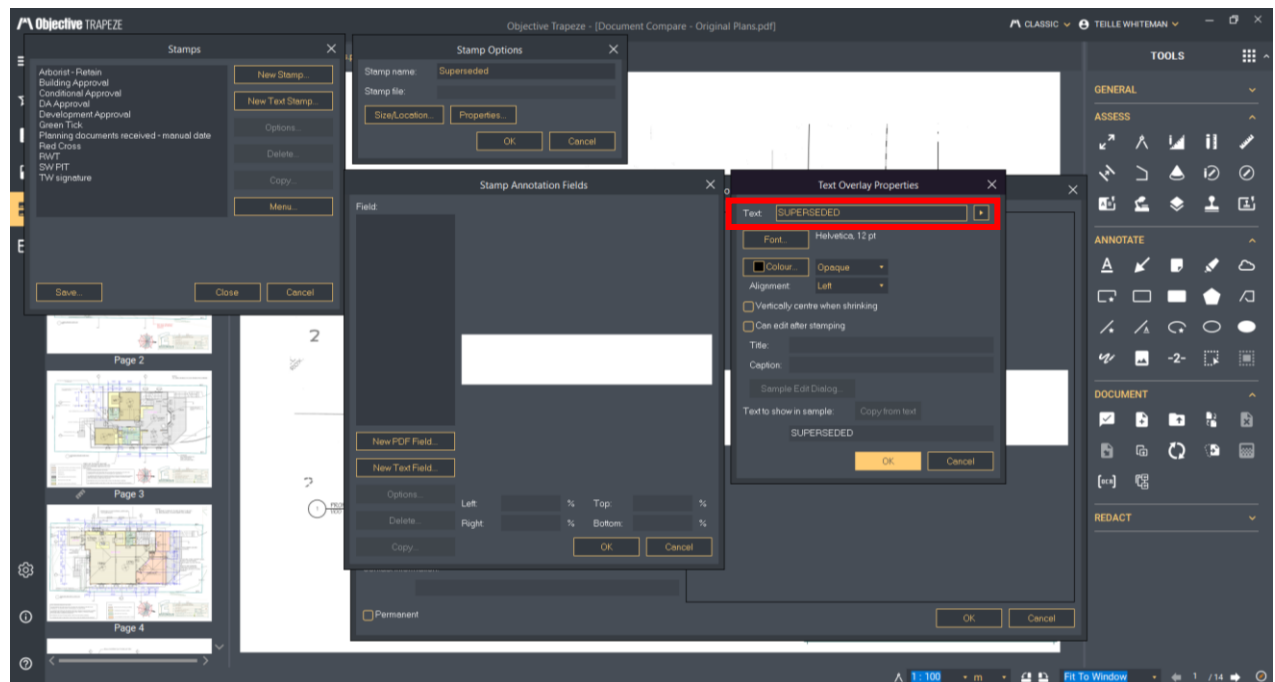 Objective TRAPEZE
Objective Trapeze - [Document Compare - Original Plans.pdf]
CLASSIC
TEILLE WHITEMAN
Stamps
Arborist - Retain
Building Approval
Conditional Approval
DA Approval
Development Approval
Green Tick
Planning documents received - manual date
Red Cross
RWT
SW PIT
TW signature
New Stamp...
New Text Stamp...
Options...
Delete...
Copy...
Menu...
Save...
Close
Cancel
Stamp Options
Stamp name:
Superseded
Stamp file:
Size/Location...
Properties...
OK
Cancel
Stamp Annotation Fields
Field:
New PDF Field...
New Text Field...
Options...
Delete...
Copy...
Left:
%
Top:
%
Right:
%
Bottom:
%
OK
Cancel
Text Overlay Properties
Text:
SUPERSEDED
Font...
Helvetica, 12 pt
Colour...
Opaque
Alignment:
Left
Vertically centre when shrinking
Can edit after stamping
Title:
Caption:
Sample Edit Dialog...
Text to show in sample:
Copy from text
SUPERSEDED
OK
Cancel
Permanent
OK
Cancel
2
Page 2
Page 3
Page 4
TOOLS
GENERAL
ASSESS
ANNOTATE
-2-
DOCUMENT
REDACT
1 : 100
m
Fit To Window
1
/14